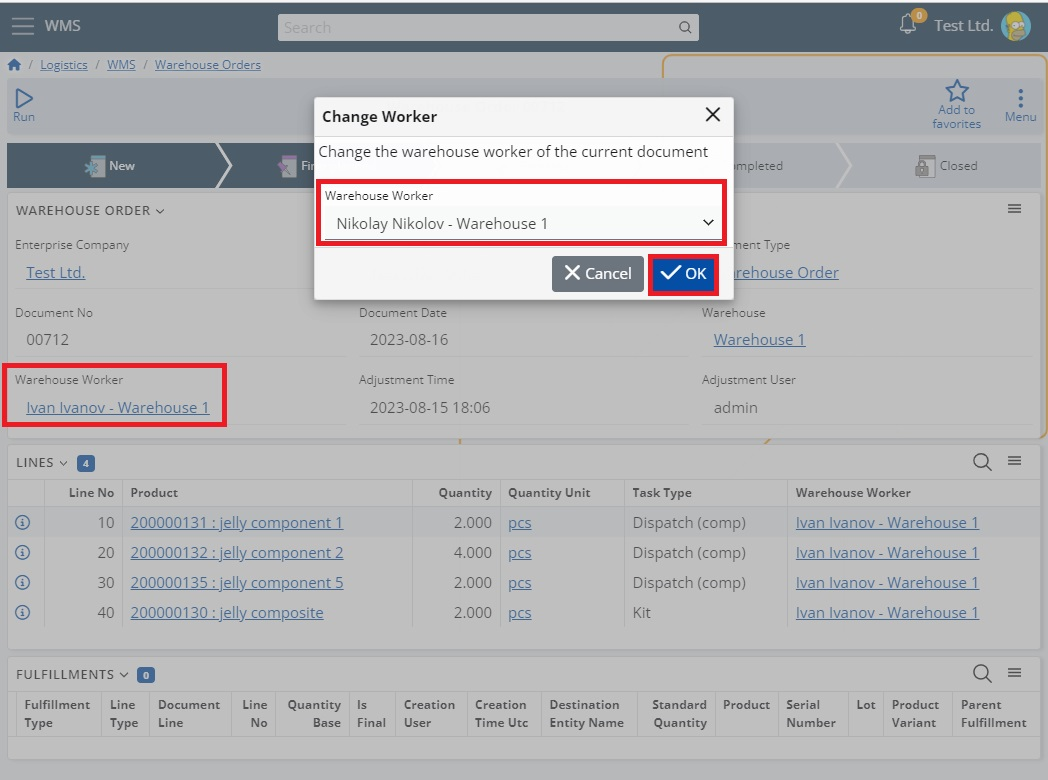 WMS
Search
0
Test Ltd.
/ Logistics / WMS / Warehouse Orders
Run
Add to
favorites
Menu
Change Worker
Change the warehouse worker of the current document
Warehouse Worker
Nikolay Nikolov - Warehouse 1
Cancel
OK
New
Closed
WAREHOUSE ORDER
Enterprise Company
Test Ltd.
Document No
00712
Document Date
2023-08-16
Warehouse
Warehouse 1
Warehouse Worker
Ivan Ivanov - Warehouse 1
Adjustment Time
2023-08-15 18:06
Adjustment User
admin
LINES 4
Line No Product Quantity Quantity Unit Task Type Warehouse Worker
10 200000131 : jelly component 1 2.000 pcs Dispatch (comp) Ivan Ivanov - Warehouse 1
20 200000132 : jelly component 2 4.000 pcs Dispatch (comp) Ivan Ivanov - Warehouse 1
30 200000135 : jelly component 5 2.000 pcs Dispatch (comp) Ivan Ivanov - Warehouse 1
40 200000130 : jelly composite 2.000 pcs Kit Ivan Ivanov - Warehouse 1
FULFILLMENTS 0
Fulfillment Type
Line Type
Document Line
Line No
Quantity Base
Is Final
Creation User
Creation Time Utc
Destination Entity Name
Standard Quantity
Product
Serial Number
Lot
Product Variant
Parent Fulfillment